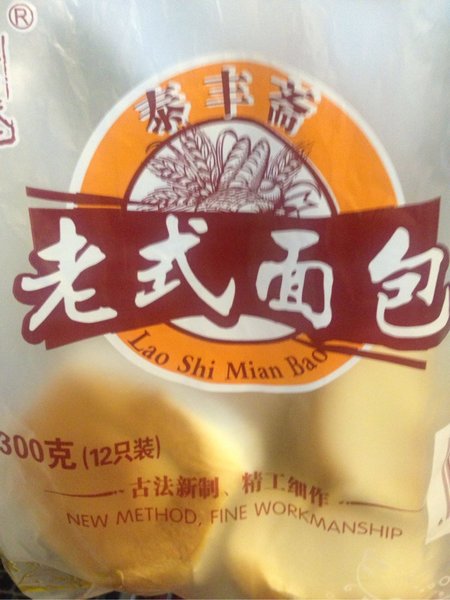 ®
泰丰斋
老式面包
Lao Shi Mian Bao
300克(12只装)
古法新制、精工细作
NEW METHOD, FINE WORKMANSHIP